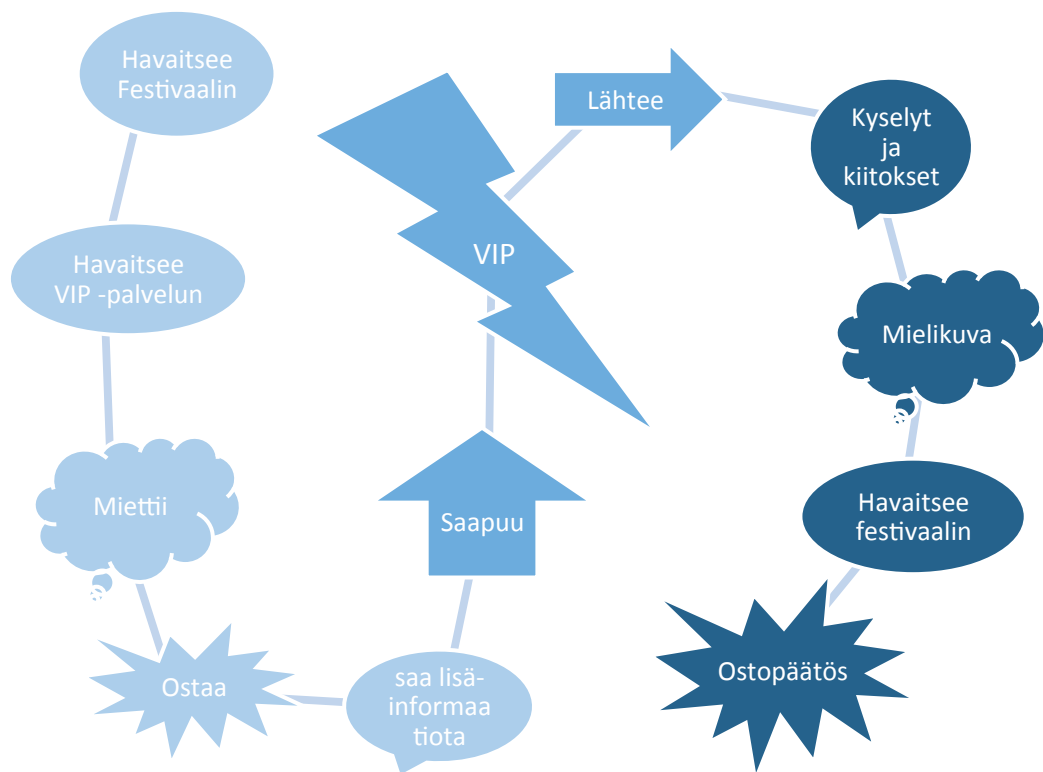 Havaitsee
Festivaalin
Havaitsee
VIP -palvelun
Miettii
Ostaa
saa lisä-
informaa
tiota
Saapuu
VIP
Lähtee
Kyselyt
ja
kiitokset
Mielikuva
Havaitsee
festivaalin
Ostopäätös